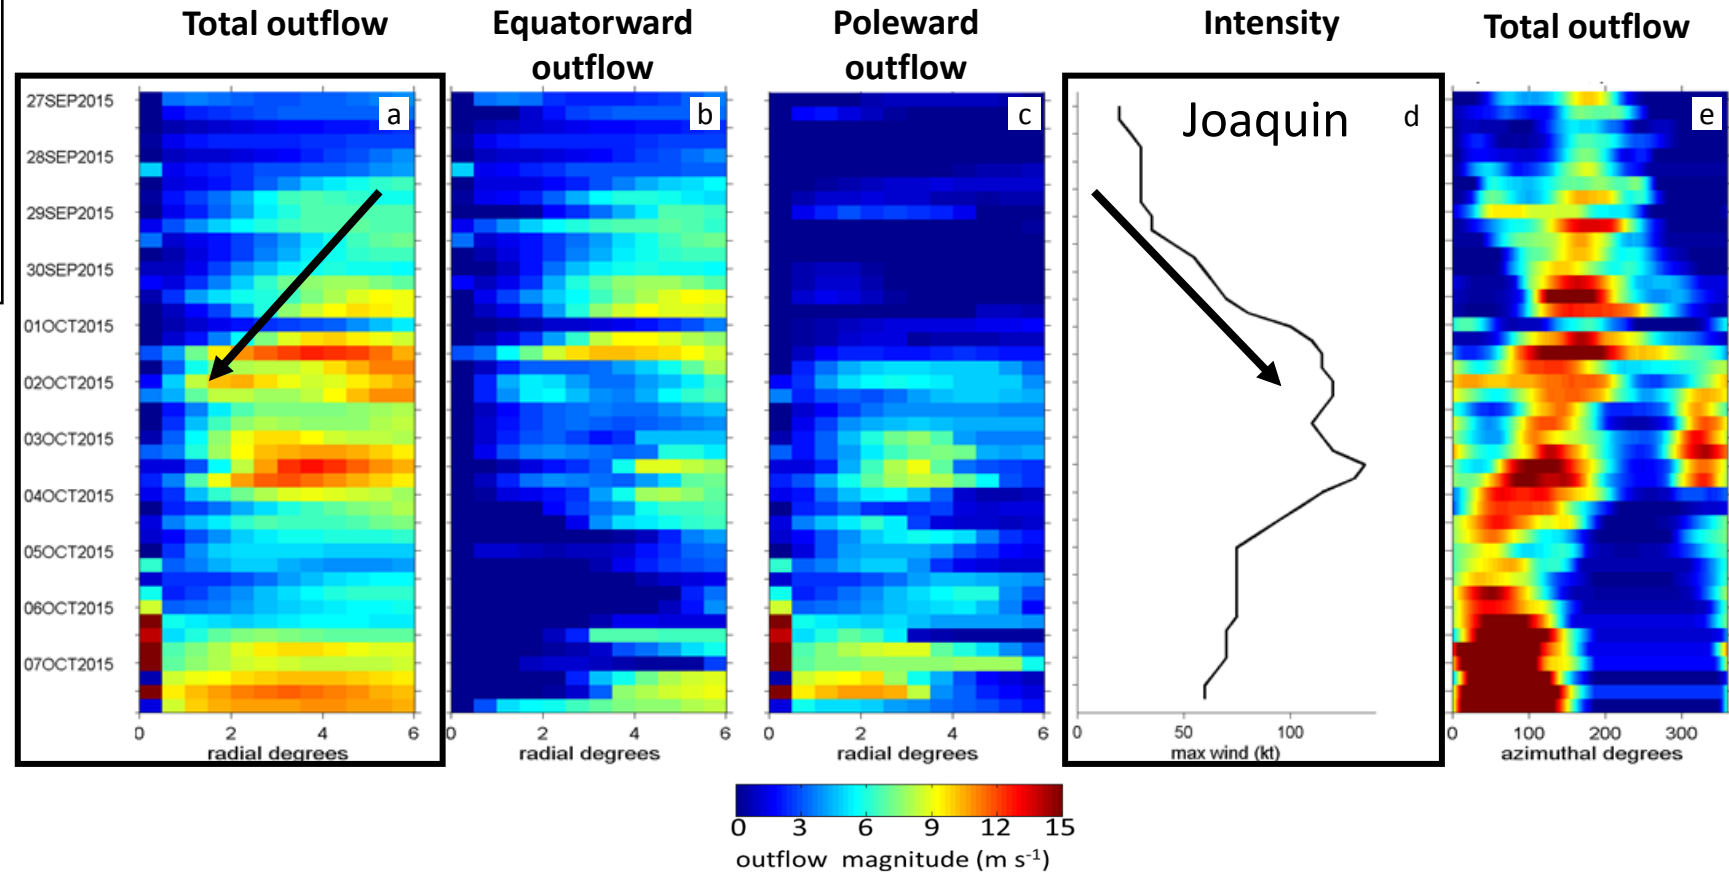 Total outflow
Equatorward
outflow
Poleward
outflow
Intensity
Total outflow
27SEP2015
28SEP2015
29SEP2015
30SEP2015
01OCT2015
02OCT2015
03OCT2015
04OCT2015
05OCT2015
06OCT2015
07OCT2015
a
0 2 4 6
radial degrees
b
0 2 4 6
radial degrees
c
0 2 4 6
radial degrees
Joaquin d
0 50 100
max wind (kt)
e
0 100 200 300
azimuthal degrees
0 3 6 9 12 15
outflow magnitude (m s⁻¹)